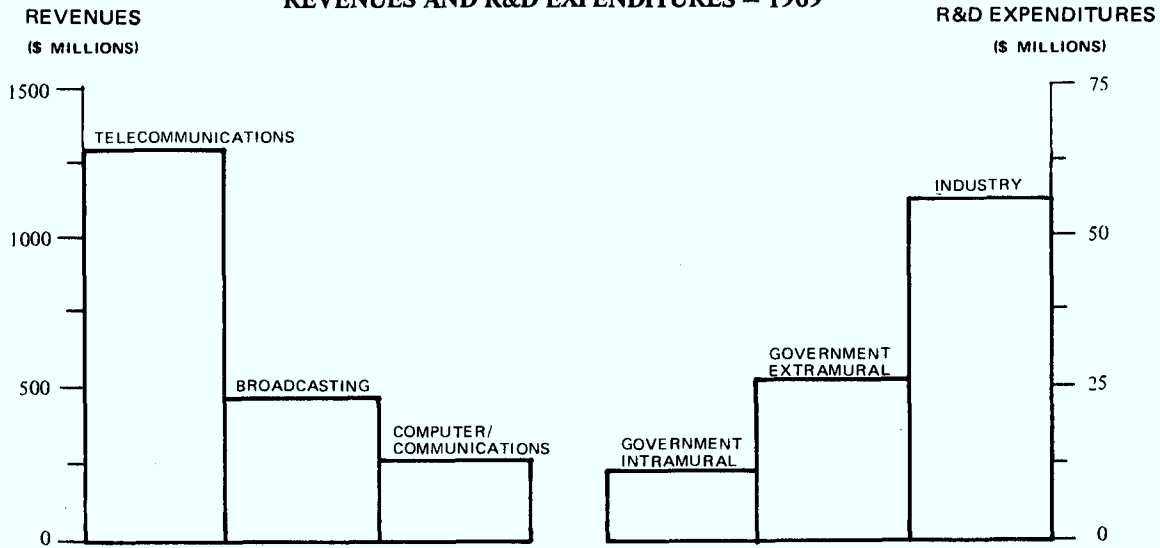 REVENUES AND R&D EXPENDITURES – 1969
REVENUES
($ MILLIONS)
R&D EXPENDITURES
($ MILLIONS)
1500
1000
500
0
TELECOMMUNICATIONS
BROADCASTING
COMPUTER/
COMMUNICATIONS
GOVERNMENT
INTRAMURAL
GOVERNMENT
EXTRAMURAL
INDUSTRY
75
50
25
0